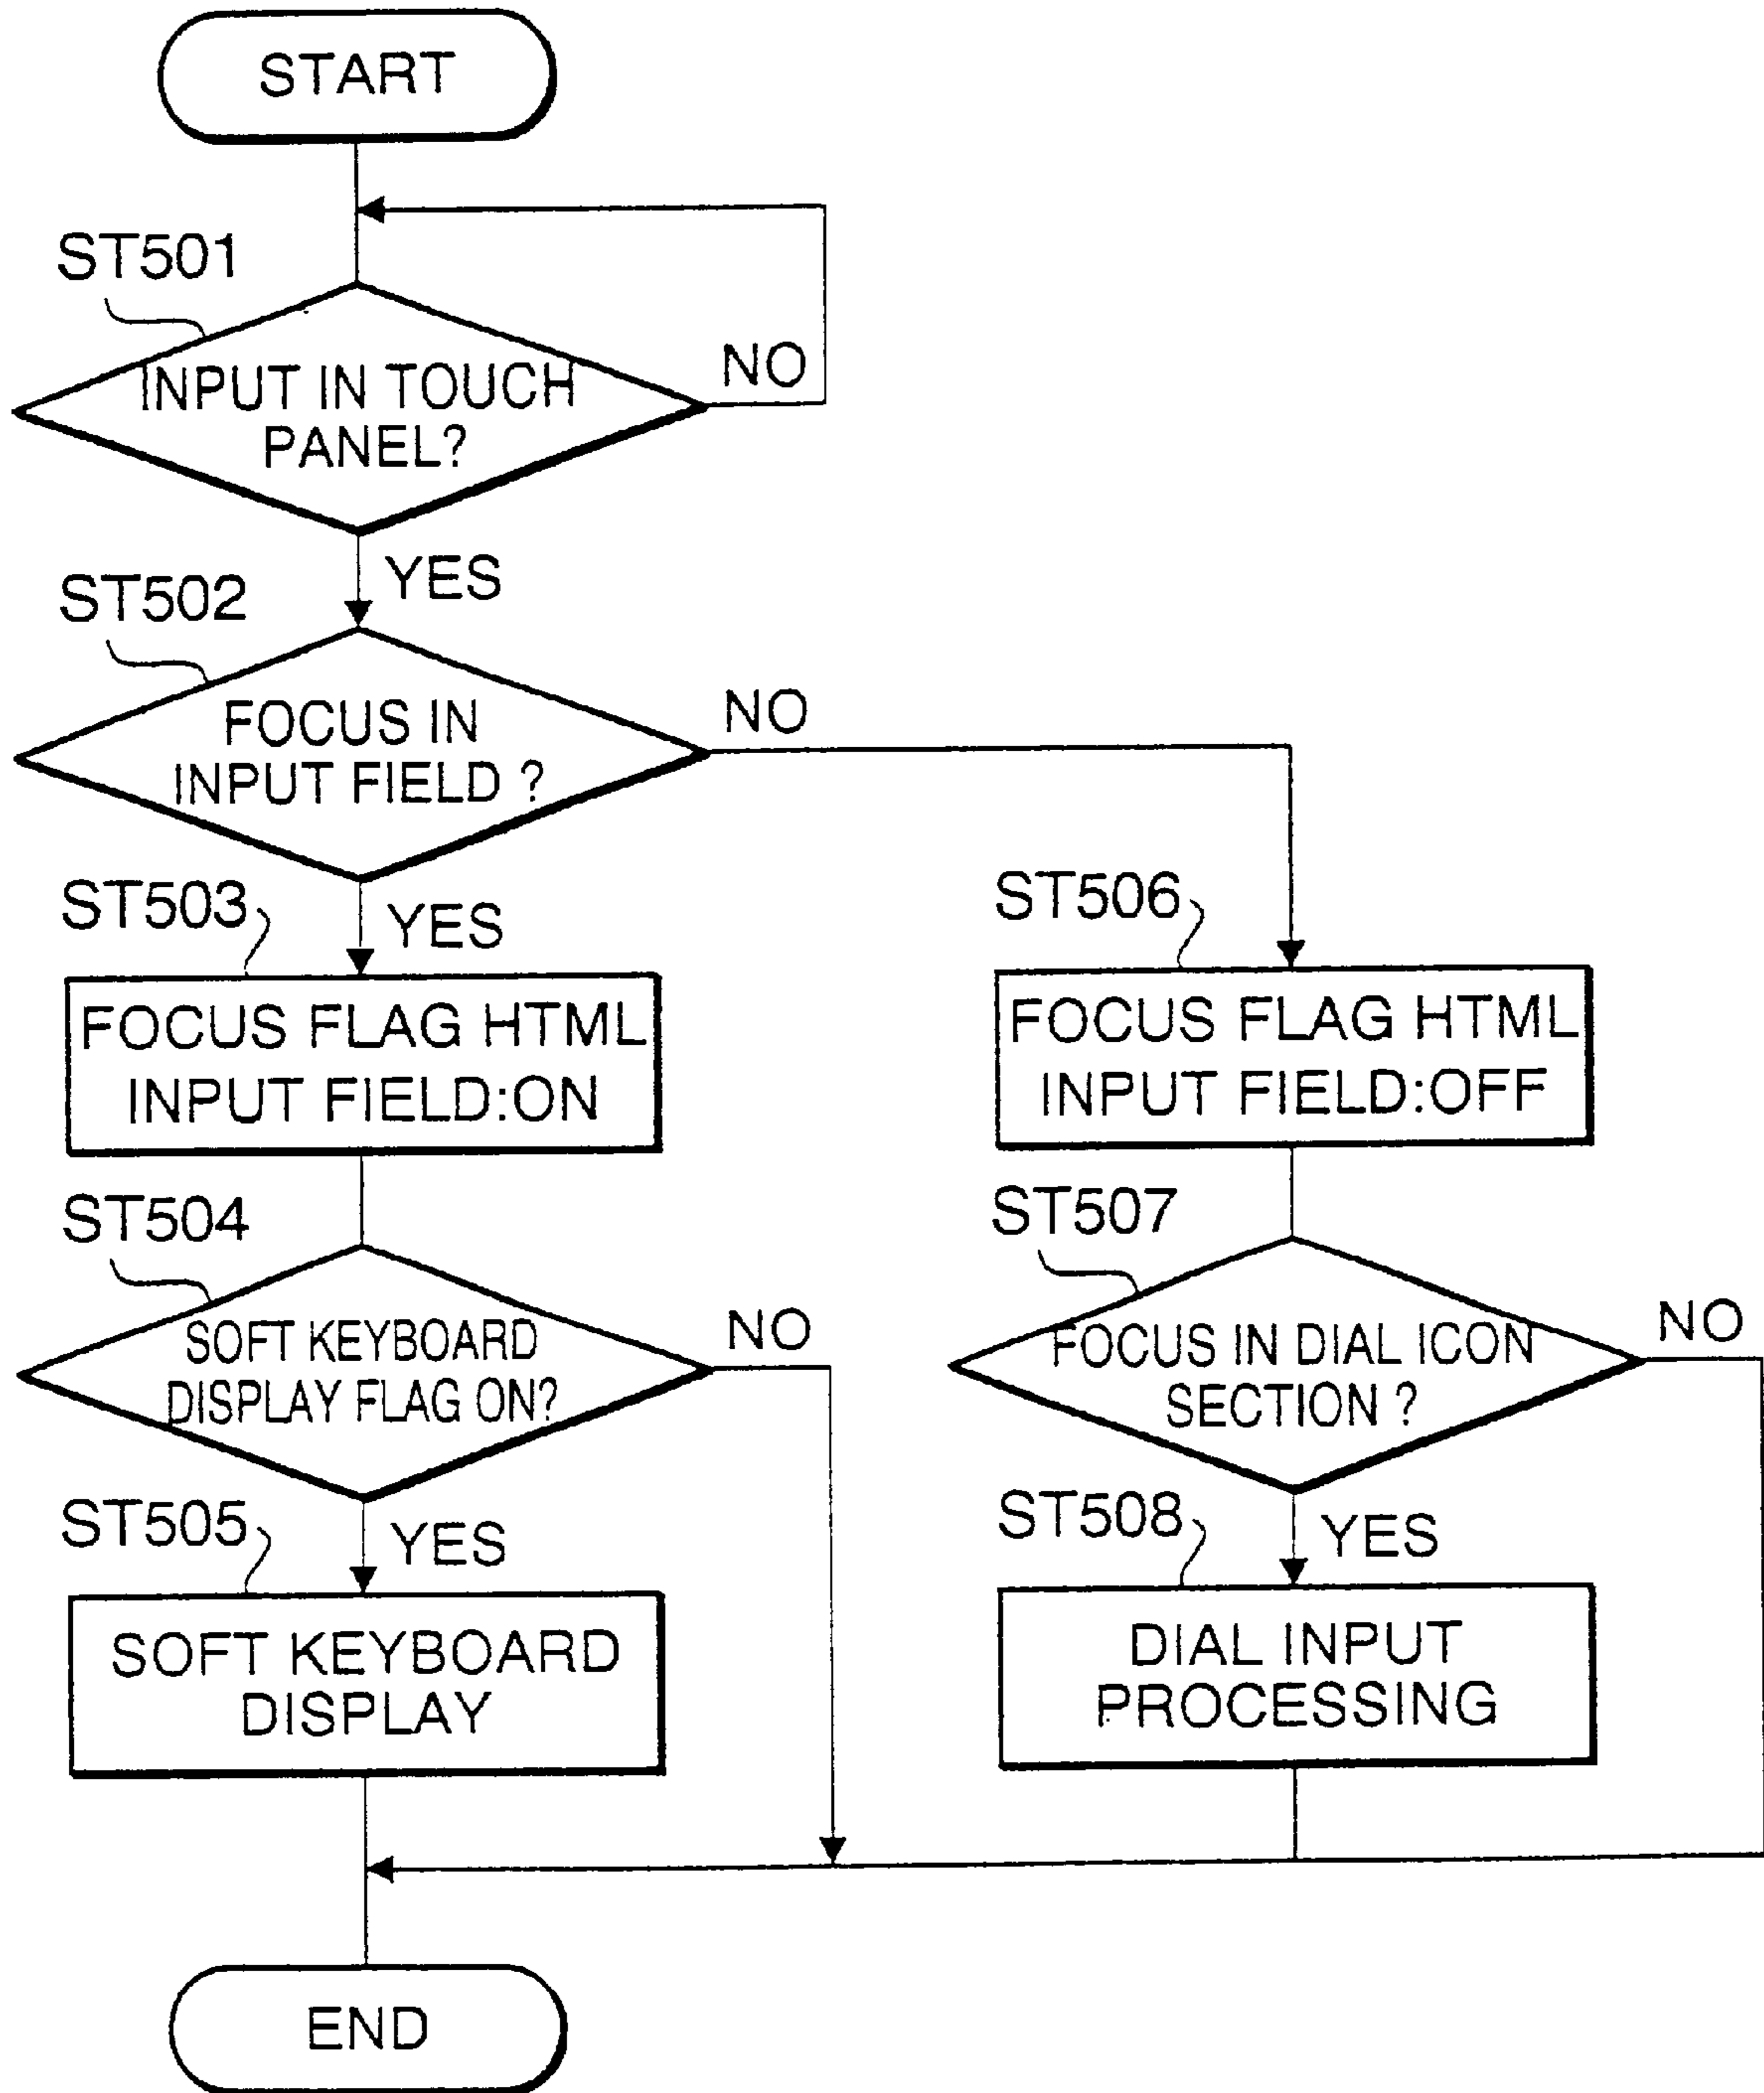 START
ST501
INPUT IN TOUCH
PANEL?
NO
YES
ST502
FOCUS IN
INPUT FIELD ?
NO
YES
ST503
FOCUS FLAG HTML
INPUT FIELD:ON
ST506
FOCUS FLAG HTML
INPUT FIELD:OFF
ST504
SOFT KEYBOARD
DISPLAY FLAG ON?
NO
YES
ST507
FOCUS IN DIAL ICON
SECTION ?
NO
YES
ST505
SOFT KEYBOARD
DISPLAY
ST508
DIAL INPUT
PROCESSING
END